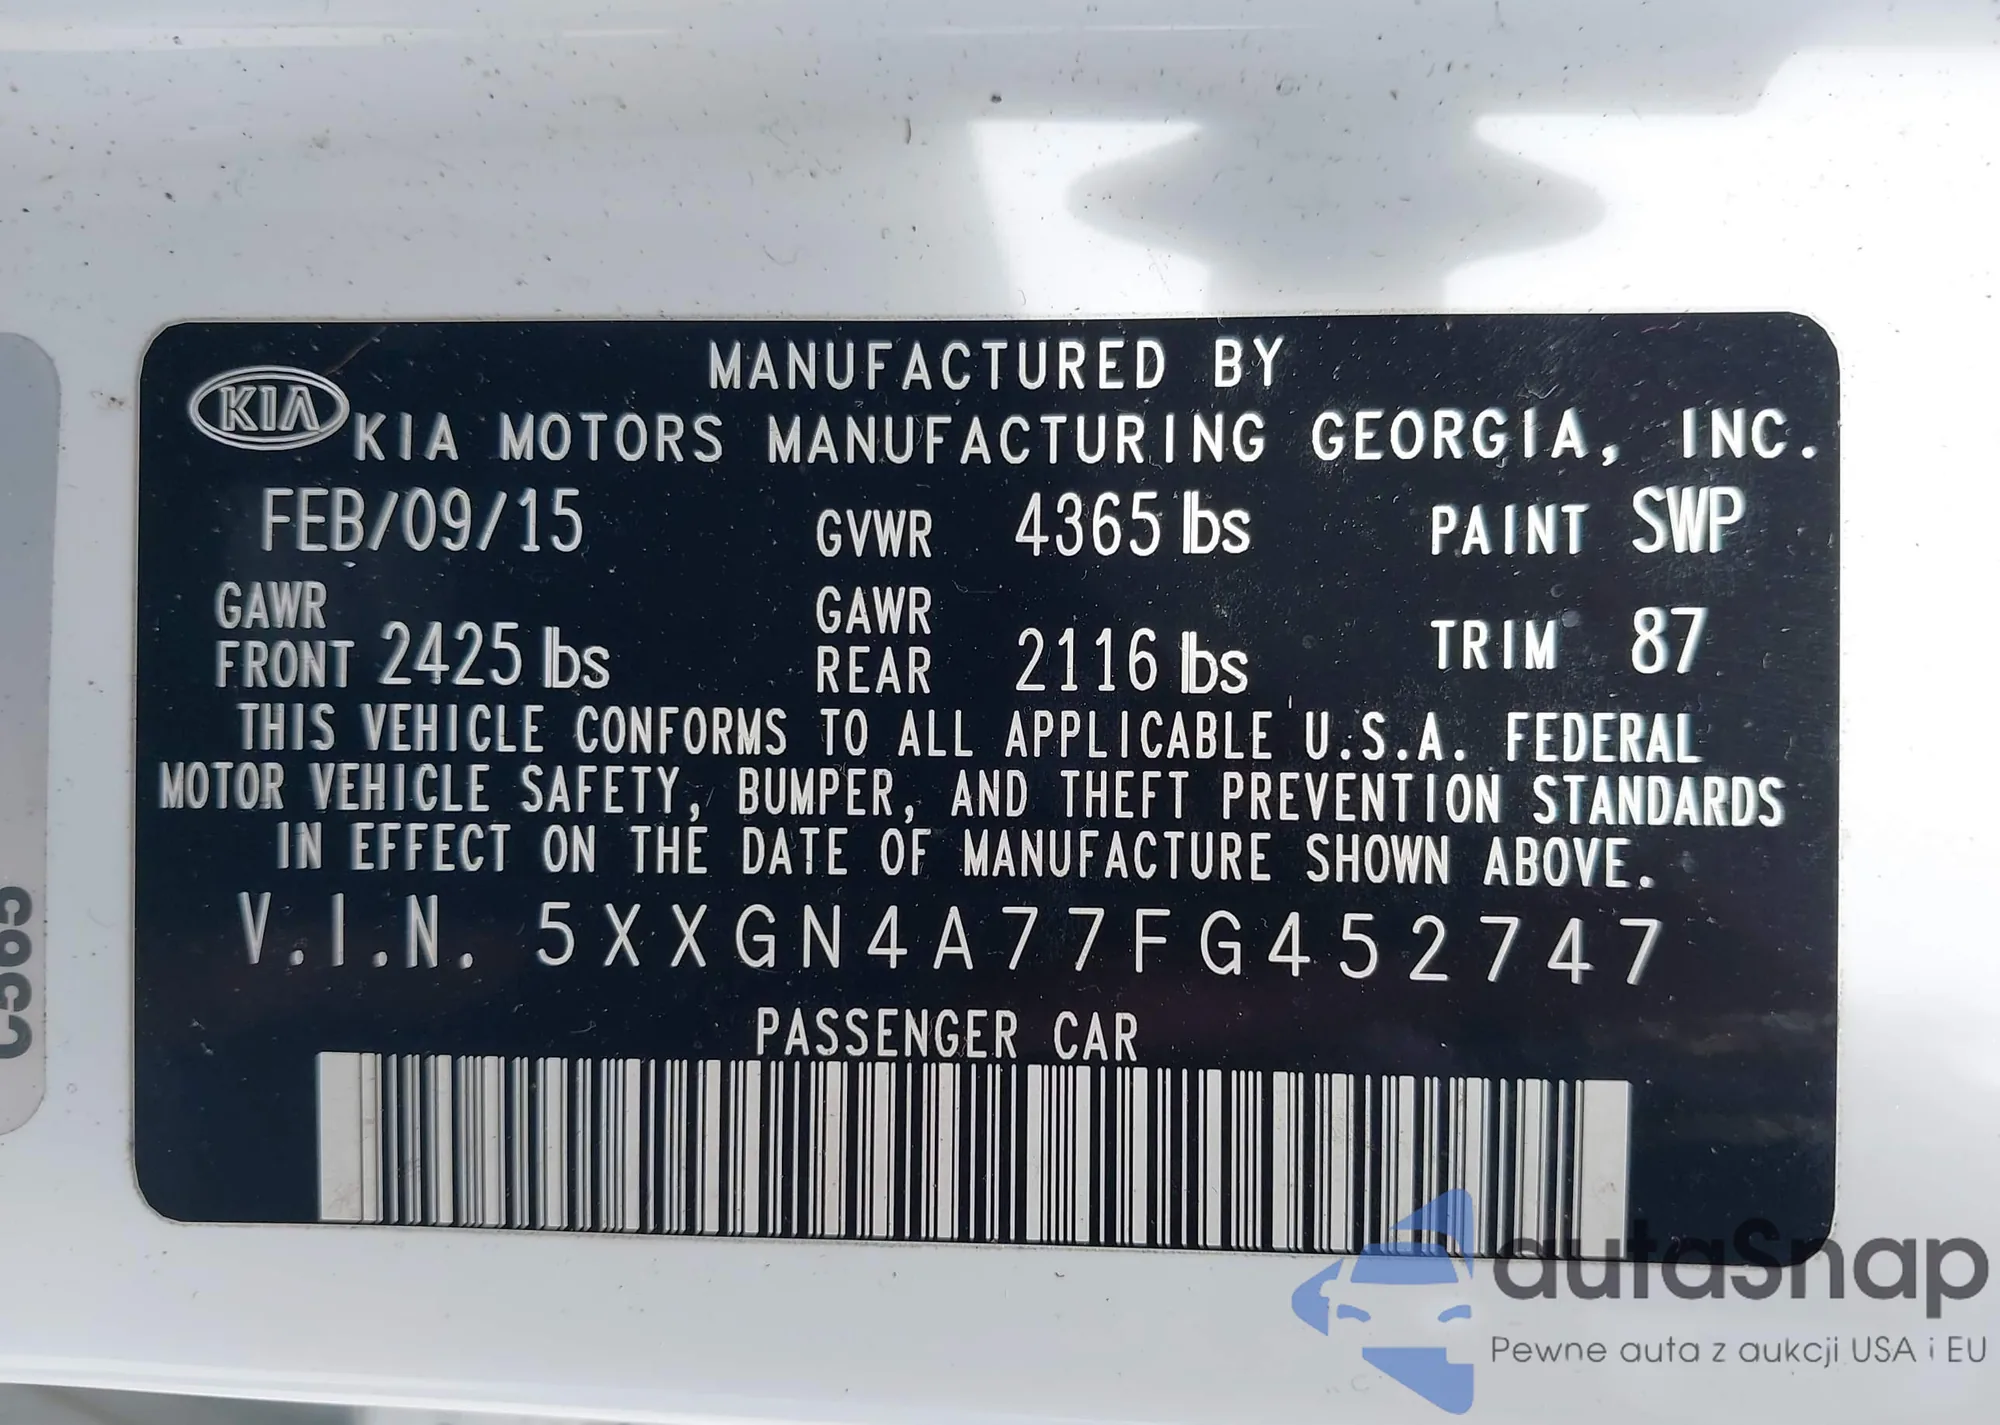 MANUFACTURED BY
KIA KIA MOTORS MANUFACTURING GEORGIA, INC.
FEB/09/15 GVWR 4365 lbs PAINT SWP
GAWR FRONT 2425 lbs GAWR REAR 2116 lbs TRIM 87
THIS VEHICLE CONFORMS TO ALL APPLICABLE U.S.A. FEDERAL
MOTOR VEHICLE SAFETY, BUMPER, AND THEFT PREVENTION STANDARDS
IN EFFECT ON THE DATE OF MANUFACTURE SHOWN ABOVE.
V.I.N. 5XXGN4A77FG452747
PASSENGER CAR
C565
autaSnap
Pewne auta z aukcji USA i EU